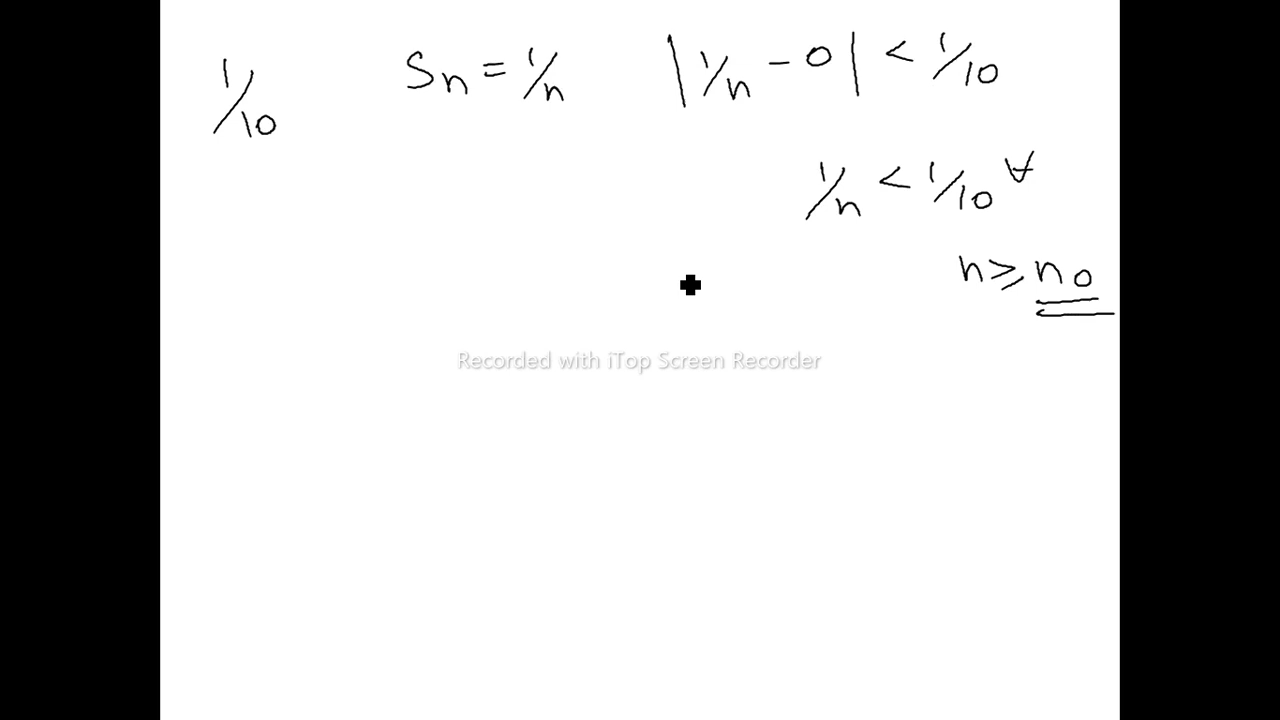 1/10 Sn = 1/n |1/n - 0| < 1/10
1/n < 1/10 ∀
n ≥ n0
Recorded with iTop Screen Recorder